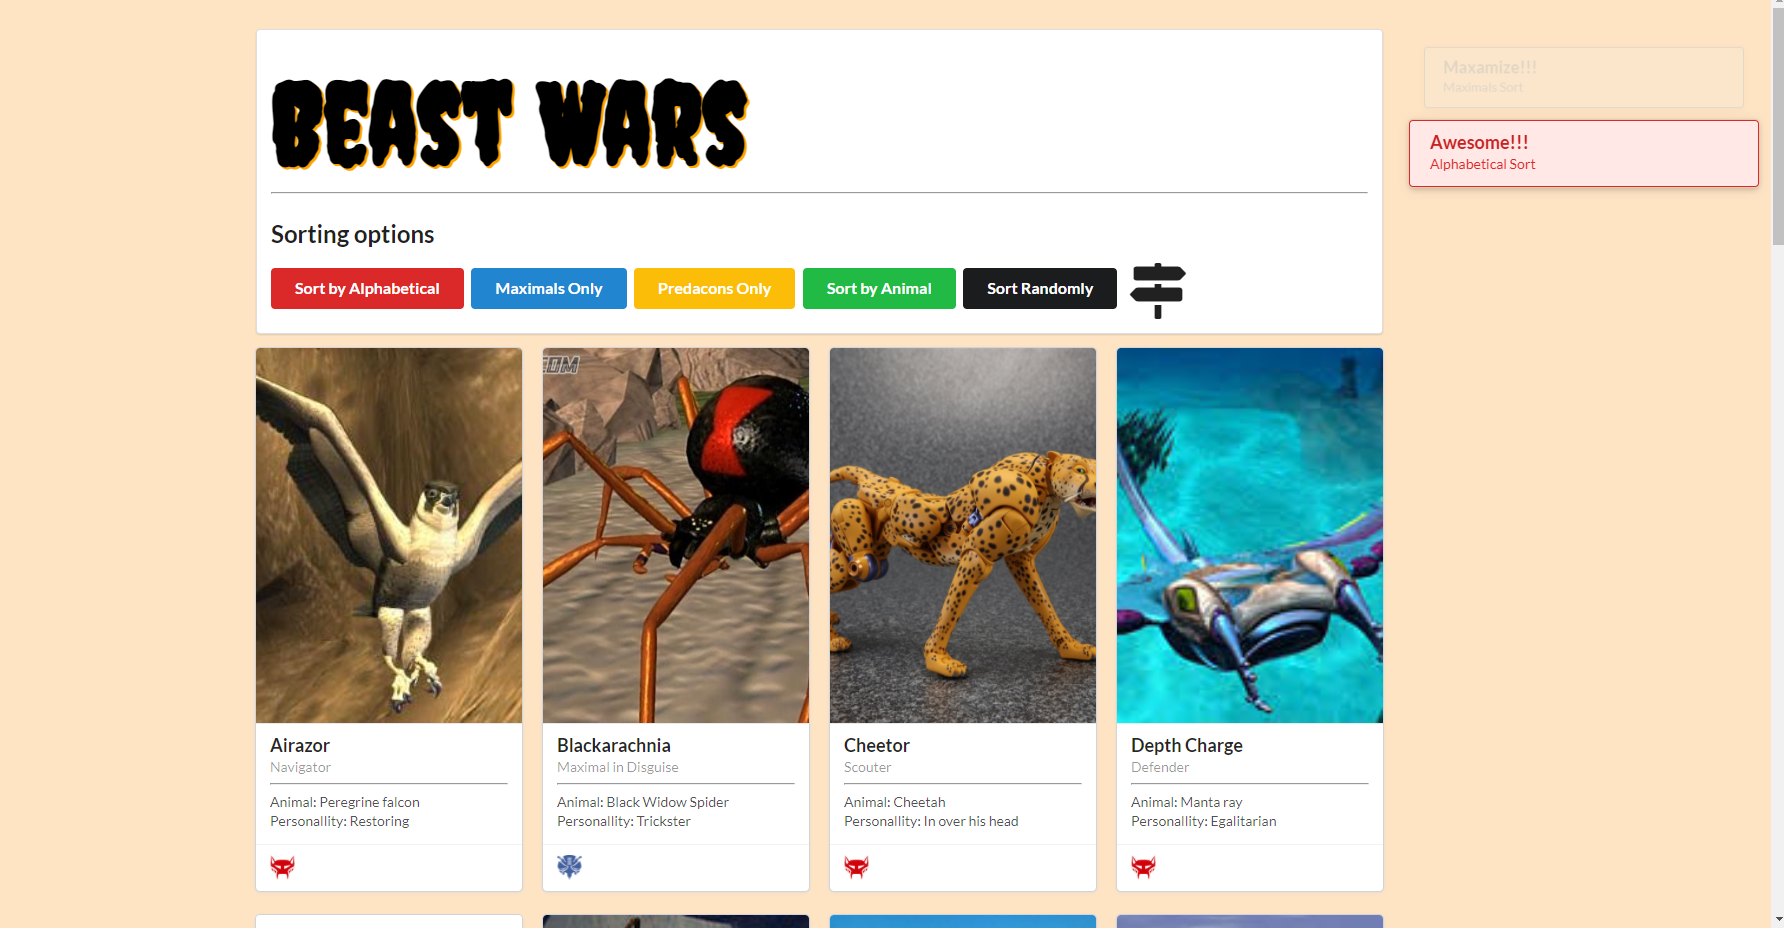 BEAST WARS
Sorting options
Sort by Alphabetical
Maximals Only
Predacons Only
Sort by Animal
Sort Randomly
Maxamize!!!
Maximals Sort
Awesome!!!
Alphabetical Sort
.COM
Airazor
Navigator
Animal: Peregrine falcon
Personallity: Restoring
Blackarachnia
Maximal in Disguise
Animal: Black Widow Spider
Personallity: Trickster
Cheetor
Scouter
Animal: Cheetah
Personallity: In over his head
Depth Charge
Defender
Animal: Manta ray
Personallity: Egalitarian